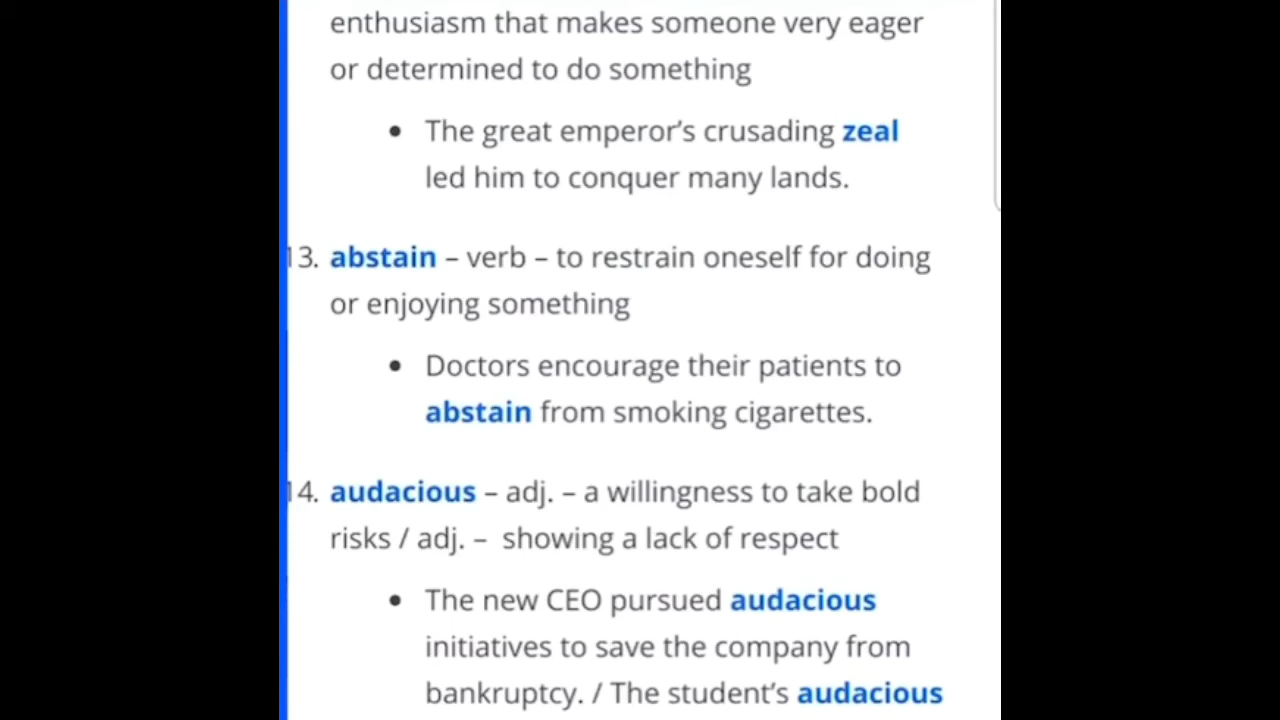 enthusiasm that makes someone very eager
or determined to do something
• The great emperor’s crusading zeal
led him to conquer many lands.
13. abstain – verb – to restrain oneself for doing
or enjoying something
• Doctors encourage their patients to
abstain from smoking cigarettes.
14. audacious – adj. – a willingness to take bold
risks / adj. – showing a lack of respect
• The new CEO pursued audacious
initiatives to save the company from
bankruptcy. / The student’s audacious